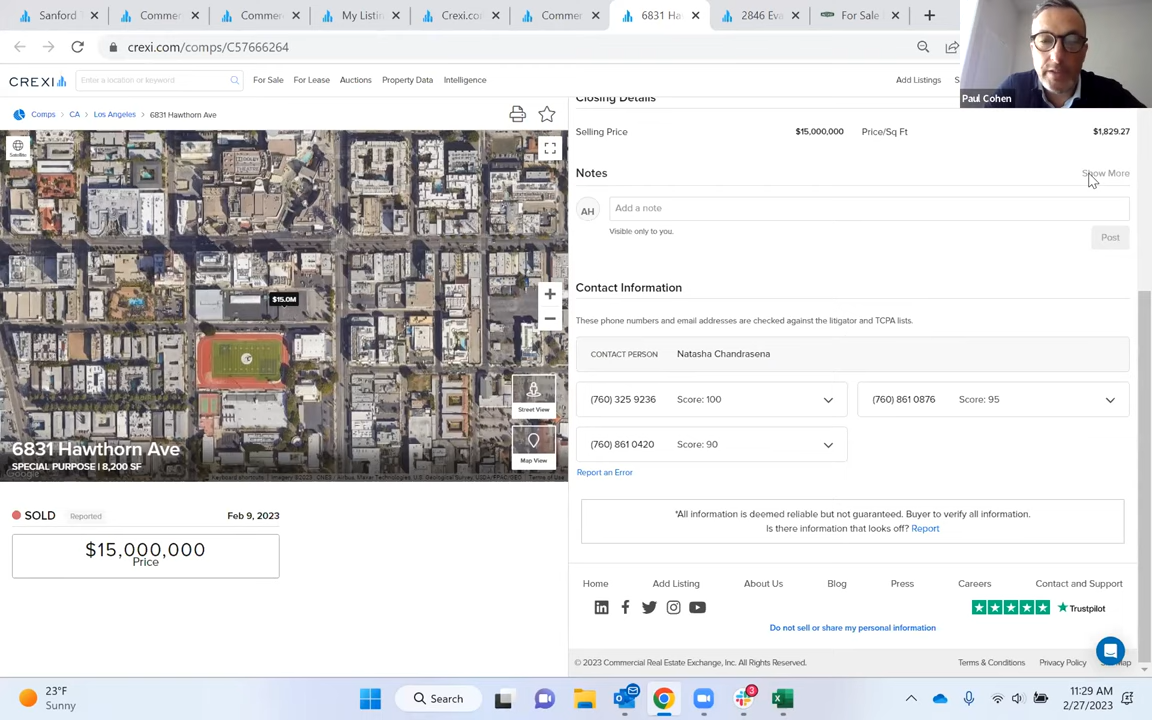 Sanford
Commer
Commer
My Listin
Crexi.co
Commer
6831 Ha
2846 Eva
For Sale
crexi.com/comps/C57666264
Paul Cohen
CREXI
Enter a location or keyword
For Sale
For Lease
Auctions
Property Data
Intelligence
Add Listings
Comps
CA
Los Angeles
6831 Hawthorn Ave
Satellite
$15.0M
Street View
Map View
6831 Hawthorn Ave
SPECIAL PURPOSE | 8,200 SF
Google
Terms of Use
SOLD
Reported
Feb 9, 2023
$15,000,000
Price
Closing Details
Selling Price
$15,000,000
Price/Sq Ft
$1,829.27
Notes
Show More
AH
Add a note
Visible only to you.
Post
Contact Information
These phone numbers and email addresses are checked against the litigator and TCPA lists.
CONTACT PERSON
Natasha Chandrasena
(760) 325 9236
Score: 100
(760) 861 0876
Score: 95
(760) 861 0420
Score: 90
Report an Error
*All information is deemed reliable but not guaranteed. Buyer to verify all information.
Is there information that looks off? Report
Home
Add Listing
About Us
Blog
Press
Careers
Contact and Support
Trustpilot
Do not sell or share my personal information
© 2023 Commercial Real Estate Exchange, Inc. All Rights Reserved.
Terms & Conditions
Privacy Policy
23°F
Sunny
Search
3
11:29 AM
2/27/2023